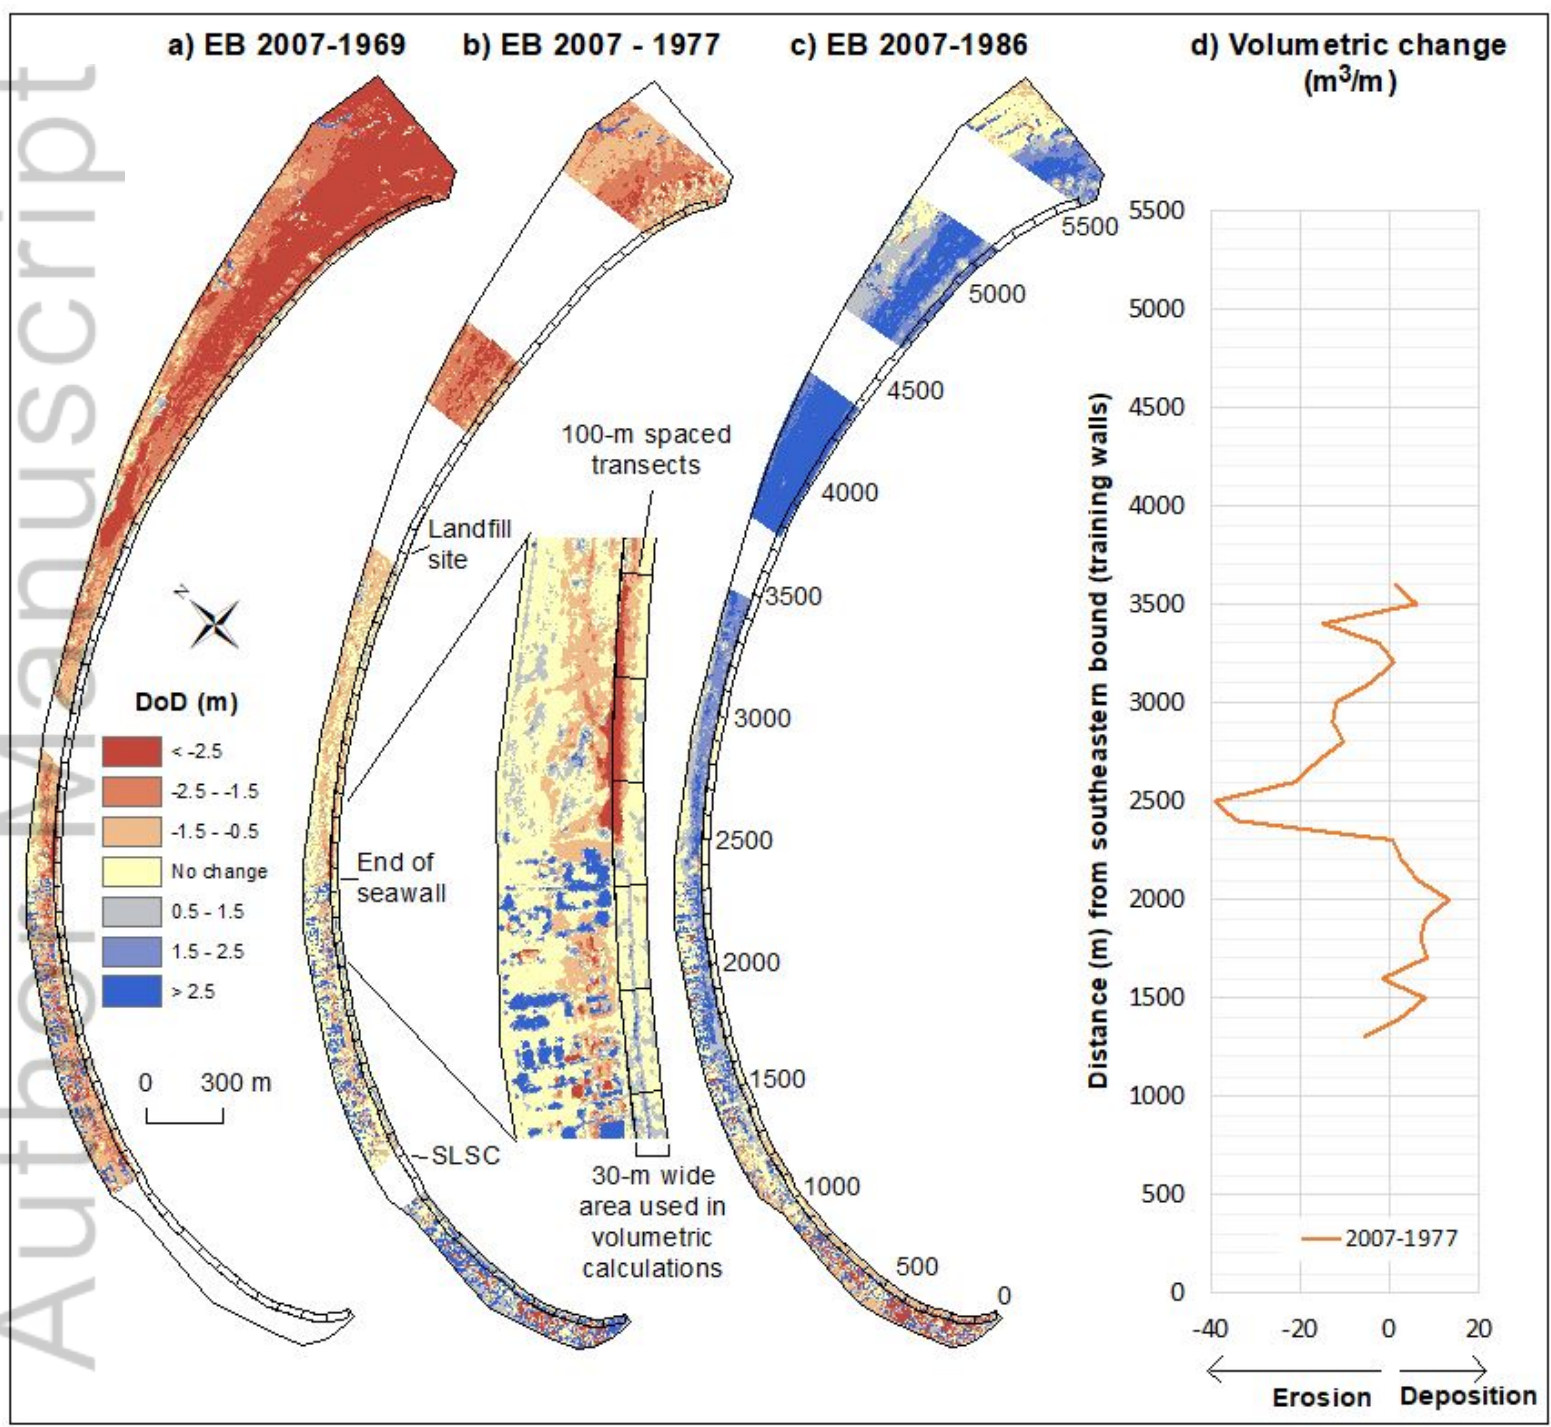 Author Manuscript
a) EB 2007-1969
b) EB 2007 - 1977
c) EB 2007-1986
d) Volumetric change
(m³/m)
100-m spaced
transects
Landfill
site
End of
seawall
SLSC
30-m wide
area used in
volumetric
calculations
N
DoD (m)
< -2.5
-2.5 - -1.5
-1.5 - -0.5
No change
0.5 - 1.5
1.5 - 2.5
> 2.5
0 300 m
5500
5000
4500
4000
3500
3000
2500
2000
1500
1000
500
0
Distance (m) from southeastern bound (training walls)
5500
5000
4500
4000
3500
3000
2500
2000
1500
1000
500
0
2007-1977
-40 -20 0 20
Erosion Deposition